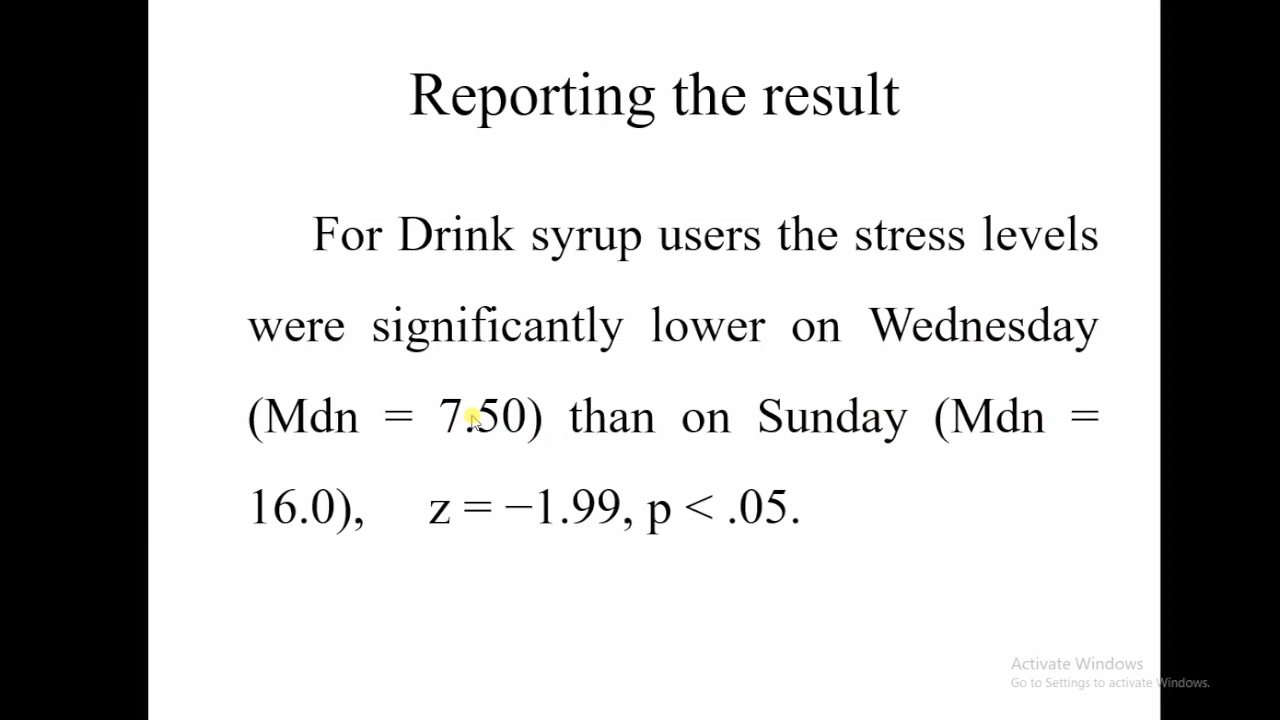 Reporting the result
For Drink syrup users the stress levels
were significantly lower on Wednesday
(Mdn = 7.50) than on Sunday (Mdn =
16.0), z = −1.99, p < .05.
Activate Windows
Go to Settings to activate Windows.